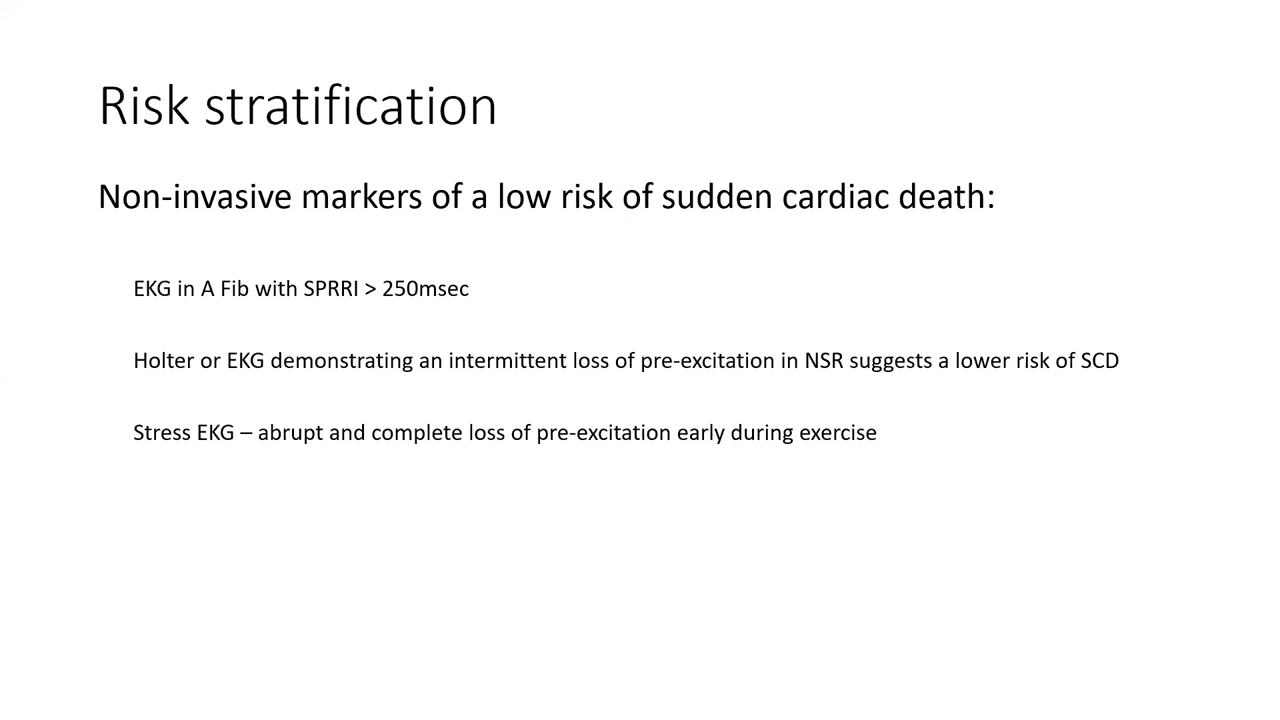 Risk stratification
Non-invasive markers of a low risk of sudden cardiac death:
EKG in A Fib with SPRRI > 250msec
Holter or EKG demonstrating an intermittent loss of pre-excitation in NSR suggests a lower risk of SCD
Stress EKG – abrupt and complete loss of pre-excitation early during exercise